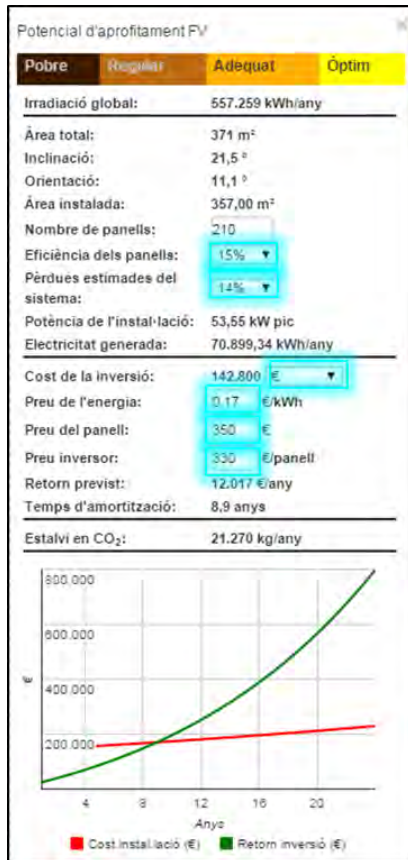 Potencial d'aprofitament FV
Pobre Regular Adequat Òptim
Irradiació global: 557.259 kWh/any
Àrea total: 371 m²
Inclinació: 21,5 º
Orientació: 11,1 º
Àrea instalada: 357,00 m²
Nombre de panells: 210
Eficiència dels panells: 15% ▼
Pèrdues estimades del
sistema: 14% ▼
Potència de l'instal·lació: 53,55 kW pic
Electricitat generada: 70.899,34 kWh/any
Cost de la inversió: 142.800 € ▼
Preu de l'energia: 0.17 €/kWh
Preu del panell: 350 €
Preu inversor: 330 €/panell
Retorn previst: 12.017 €/any
Temps d'amortització: 8,9 anys
Estalvi en CO₂: 21.270 kg/any
800.000
600.000
400.000
200.000
€
4 8 12 16 20
Anys
Cost instal·lació (€) Retorn inversió (€)